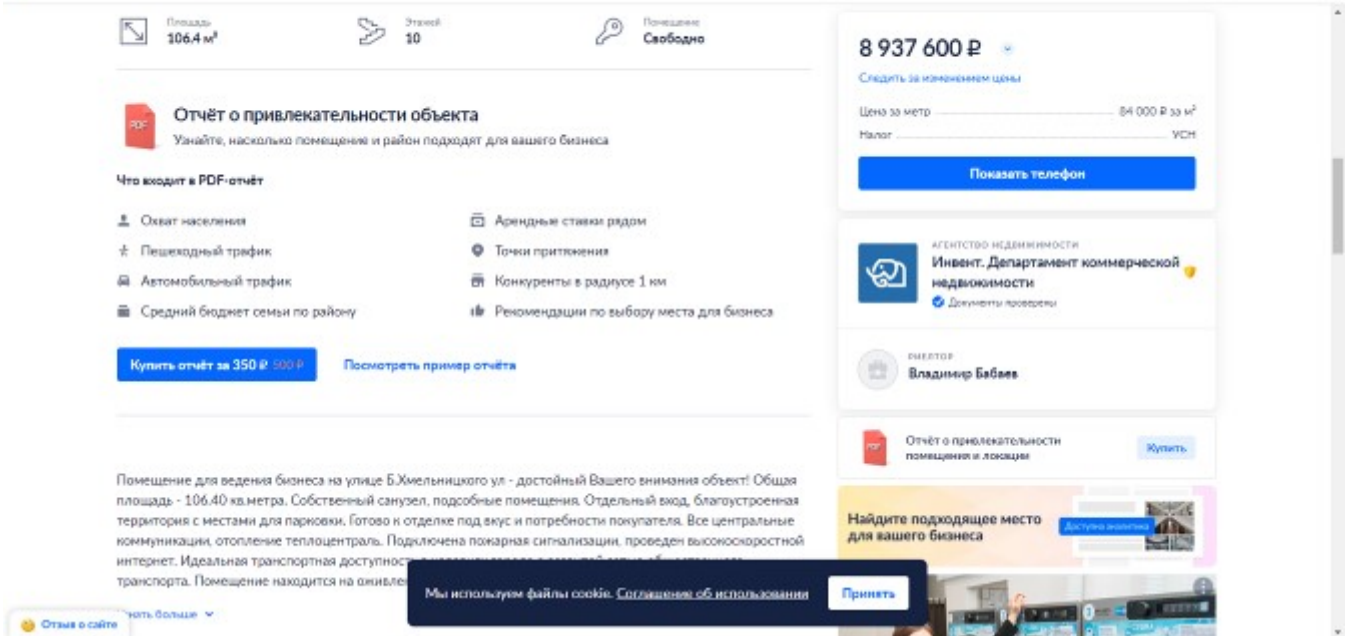 Площадь
106.4 м²
Этажей
10
Помещение
Свободно
PDF
Отчёт о привлекательности объекта
Узнайте, насколько помещение и район подходят для вашего бизнеса
Что входит в PDF-отчёт
Охват населения
Пешеходный трафик
Автомобильный трафик
Средний бюджет семьи по району
Арендные ставки рядом
Точки притяжения
Конкуренты в радиусе 1 км
Рекомендации по выбору места для бизнеса
Купить отчёт за 350 ₽ 500 ₽
Посмотреть пример отчёта
Помещение для ведения бизнеса на улице Б.Хмельницкого ул - достойный Вашего внимания объект! Общая
площадь - 106.40 кв.метра. Собственный санузел, подсобные помещения. Отдельный вход, благоустроенная
территория с местами для парковки. Готово к отделке под вкус и потребности покупателя. Все центральные
коммуникации, отопление теплоцентраль. Подключена пожарная сигнализации, проведен высокоскоростной
интернет. Идеальная транспортная доступность
транспорта. Помещение находится на
Узнать больше
8 937 600 ₽
Следить за изменением цены
Цена за метр 84 000 ₽ за м²
Налог УСН
Показать телефон
АГЕНТСТВО НЕДВИЖИМОСТИ
Инвент. Департамент коммерческой
недвижимости
Документы проверены
РИЕЛТОР
Владимир Бабаев
PDF
Отчёт о привлекательности
помещения и локации
Купить
Найдите подходящее место
для вашего бизнеса
Доступна аналитика
Мы используем файлы cookie. Соглашение об использовании
Принять
Отзыв о сайте